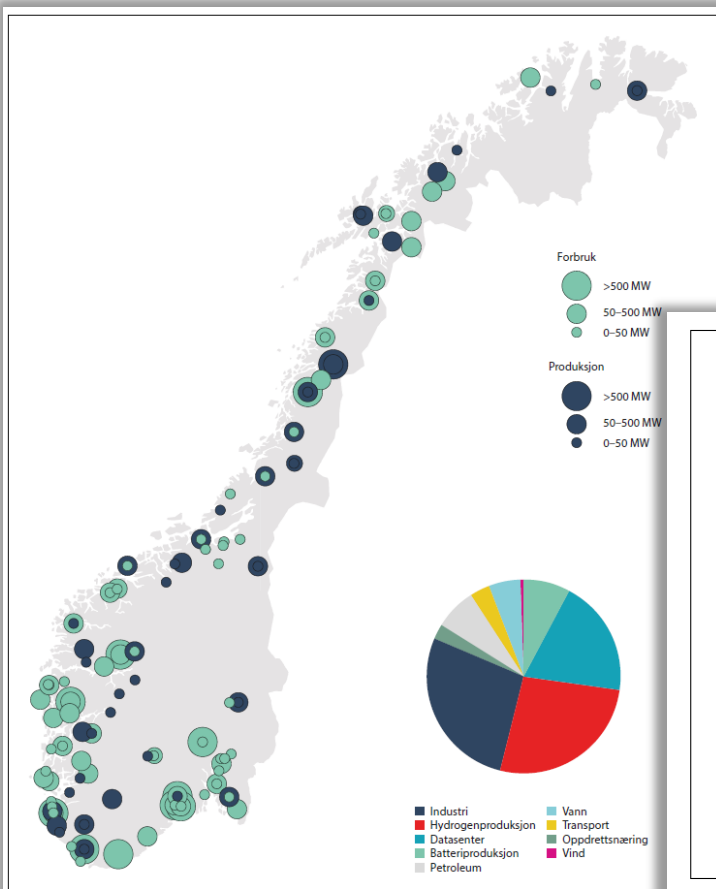 Forbruk
>500 MW
50–500 MW
0–50 MW
Produksjon
>500 MW
50–500 MW
0–50 MW
Industri
Hydrogenproduksjon
Datasenter
Batteriproduksjon
Petroleum
Vann
Transport
Oppdrettsnæring
Vind